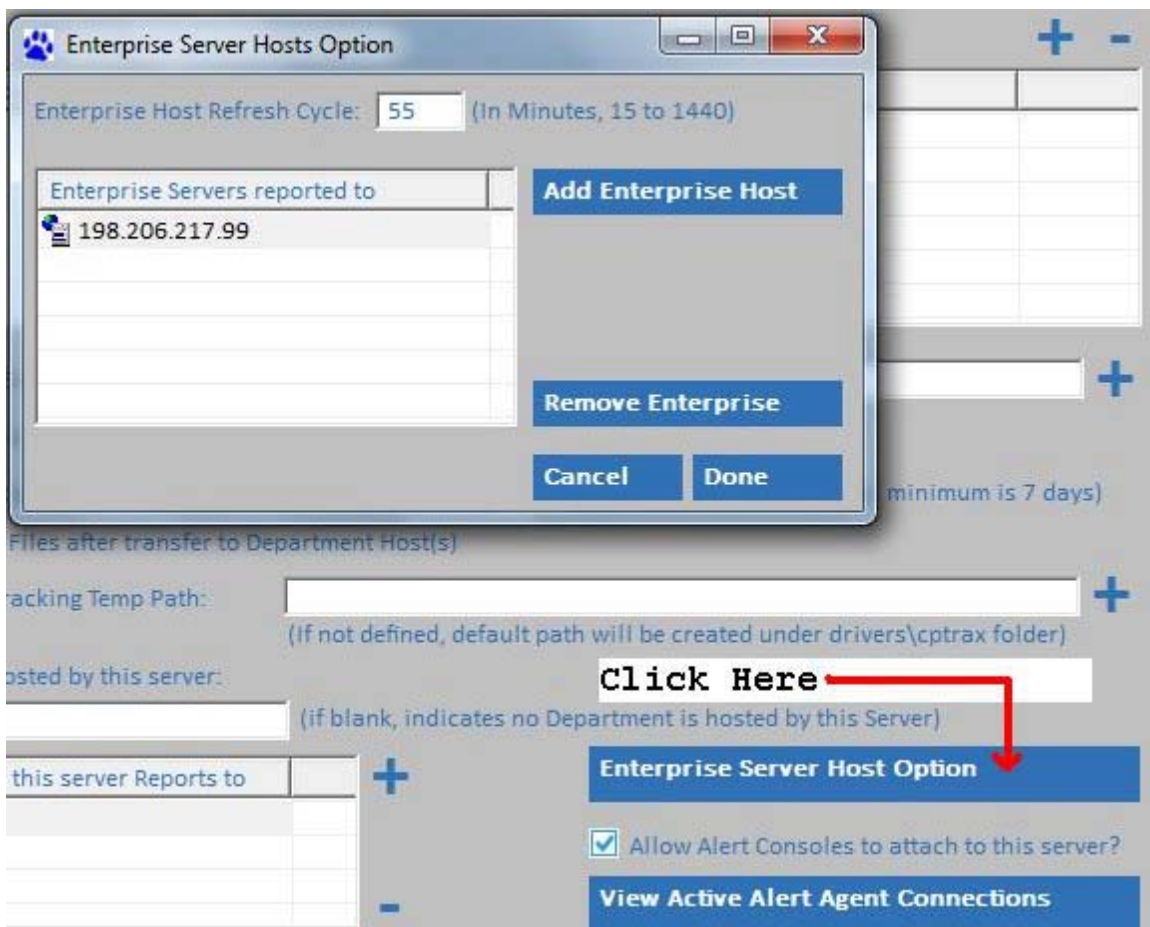 Enterprise Server Hosts Option
Enterprise Host Refresh Cycle: 55 (In Minutes, 15 to 1440)
Enterprise Servers reported to
Add Enterprise Host
198.206.217.99
Remove Enterprise
Cancel
Done
minimum is 7 days)
Files after transfer to Department Host(s)
racking Temp Path:
(If not defined, default path will be created under drivers\cptrax folder)
osted by this server:
Click Here
(if blank, indicates no Department is hosted by this Server)
this server Reports to
Enterprise Server Host Option
Allow Alert Consoles to attach to this server?
View Active Alert Agent Connections